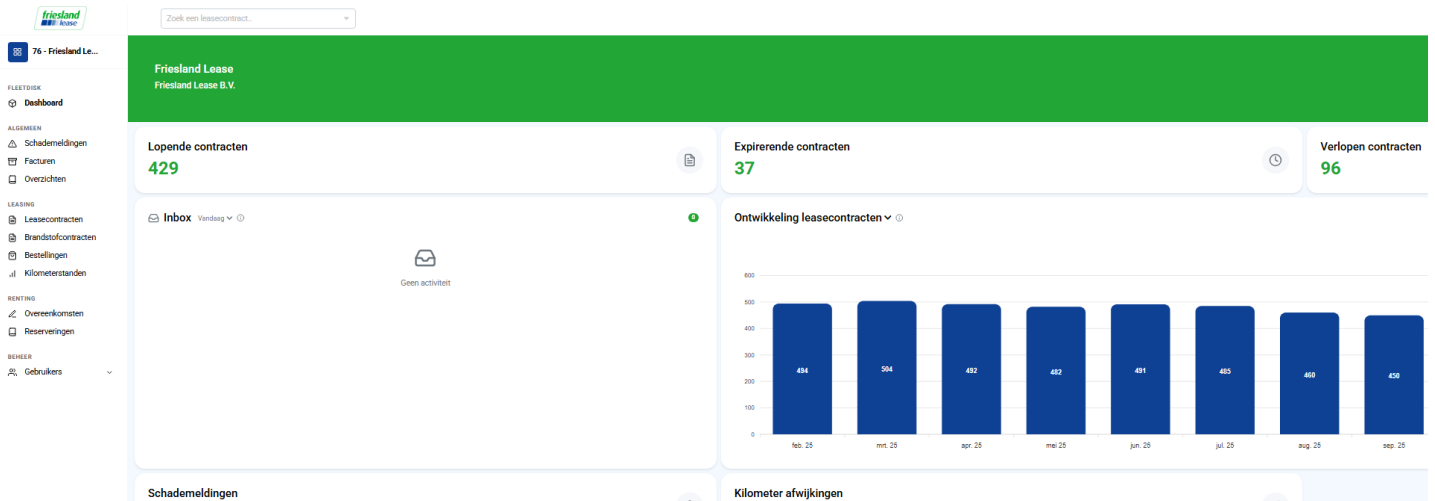 friesland
lease
Zoek een leasecontract..
76 - Friesland Le...
FLEETDISK
Dashboard
ALGEMEEN
Schademeldingen
Facturen
Overzichten
LEASING
Leasecontracten
Brandstofcontracten
Bestellingen
Kilometerstanden
RENTING
Overeenkomsten
Reserveringen
BEHEER
Gebruikers
Friesland Lease
Friesland Lease B.V.
Lopende contracten
429
Expirerende contracten
37
Verlopen contracten
96
Inbox Vandaag
0
Geen activiteit
Ontwikkeling leasecontracten
600
500
400
300
200
100
0
494 504 492 482 491 485 460 450
feb. 25 mrt. 25 apr. 25 mei 25 jun. 25 jul. 25 aug. 25 sep. 25
Schademeldingen
Kilometer afwijkingen